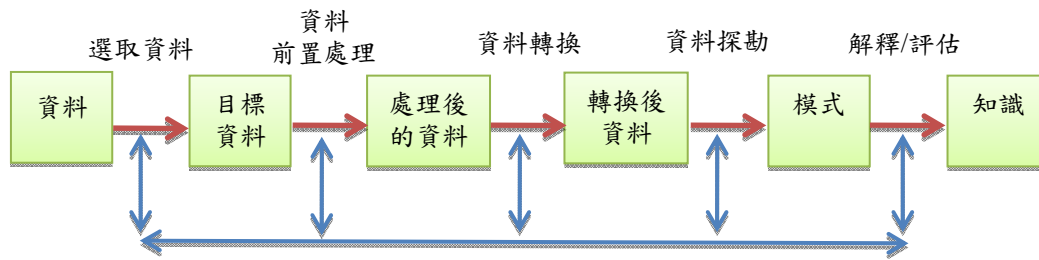 選取資料
資料
前置處理
資料轉換
資料探勘
解釋/評估
資料
目標
資料
處理後
的資料
轉換後
資料
模式
知識